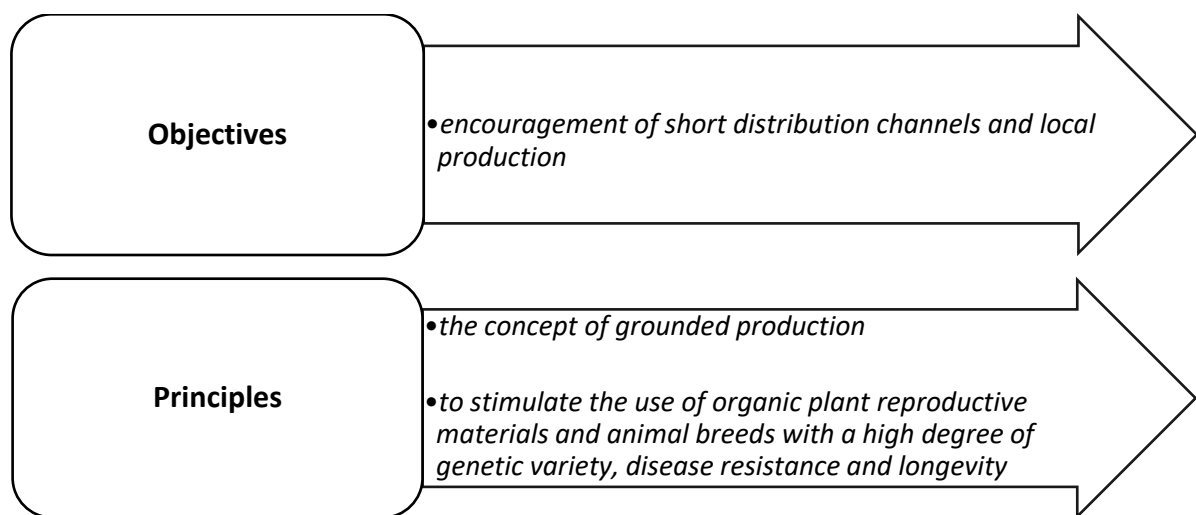 Objectives
•encouragement of short distribution channels and local
production
Principles
•the concept of grounded production
•to stimulate the use of organic plant reproductive
materials and animal breeds with a high degree of
genetic variety, disease resistance and longevity